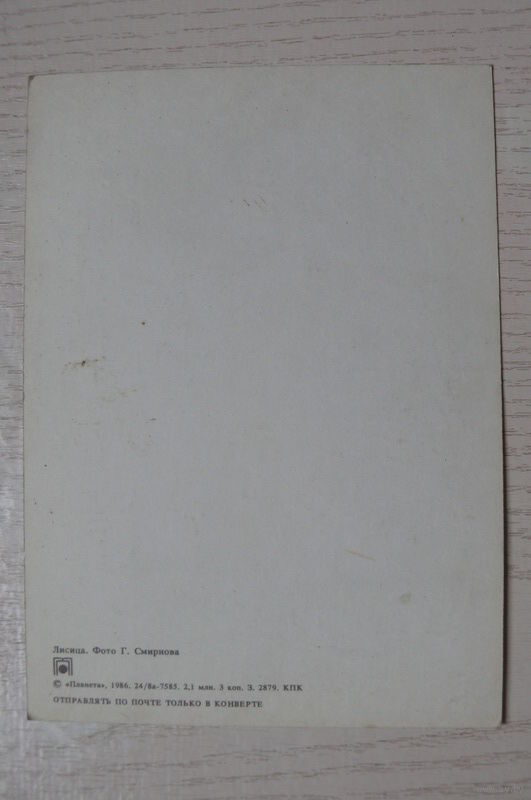 Лисица. Фото Г. Смирнова
© «Планета», 1986. 24/8а-7585. 2,1 млн. 3 коп. З. 2879. КПК
ОТПРАВЛЯТЬ ПО ПОЧТЕ ТОЛЬКО В КОНВЕРТЕ